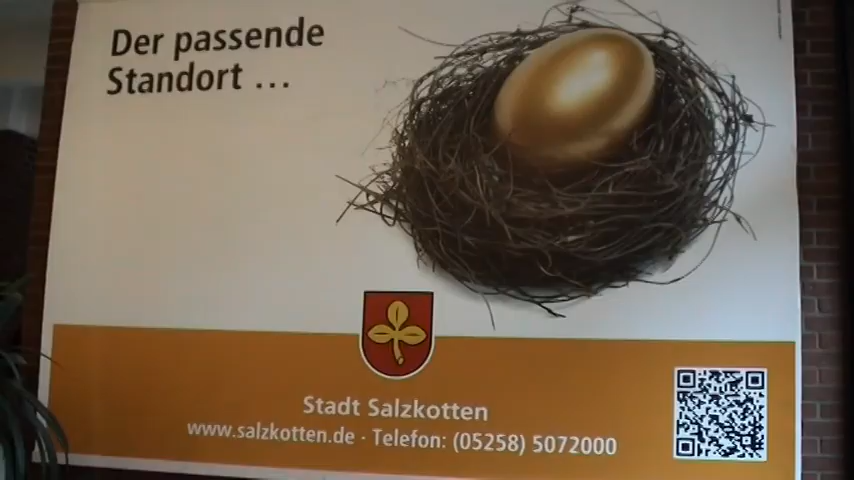 Der passende
Standort ...
Stadt Salzkotten
www.salzkotten.de · Telefon: (05258) 5072000